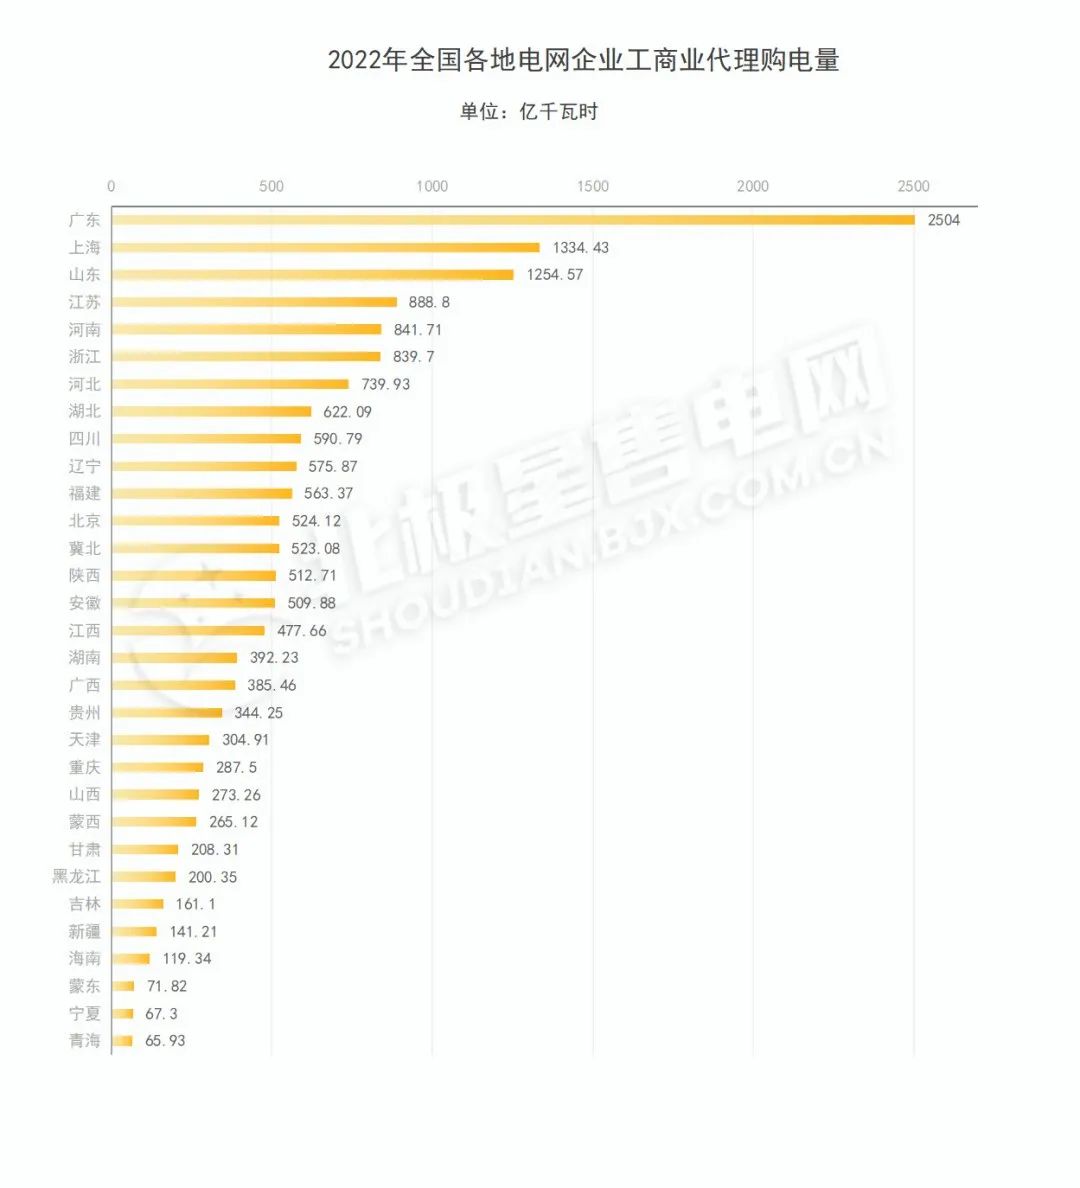 2022年全国各地电网企业工商业代理购电量
单位：亿千瓦时
0 500 1000 1500 2000 2500
广东 2504
上海 1334.43
山东 1254.57
江苏 888.8
河南 841.71
浙江 839.7
河北 739.93
湖北 622.09
四川 590.79
辽宁 575.87
福建 563.37
北京 524.12
冀北 523.08
陕西 512.71
安徽 509.88
江西 477.66
湖南 392.23
广西 385.46
贵州 344.25
天津 304.91
重庆 287.5
山西 273.26
蒙西 265.12
甘肃 208.31
黑龙江 200.35
吉林 161.1
新疆 141.21
海南 119.34
蒙东 71.82
宁夏 67.3
青海 65.93
北极星售电网
SHOUDIAN.BJX.COM.CN